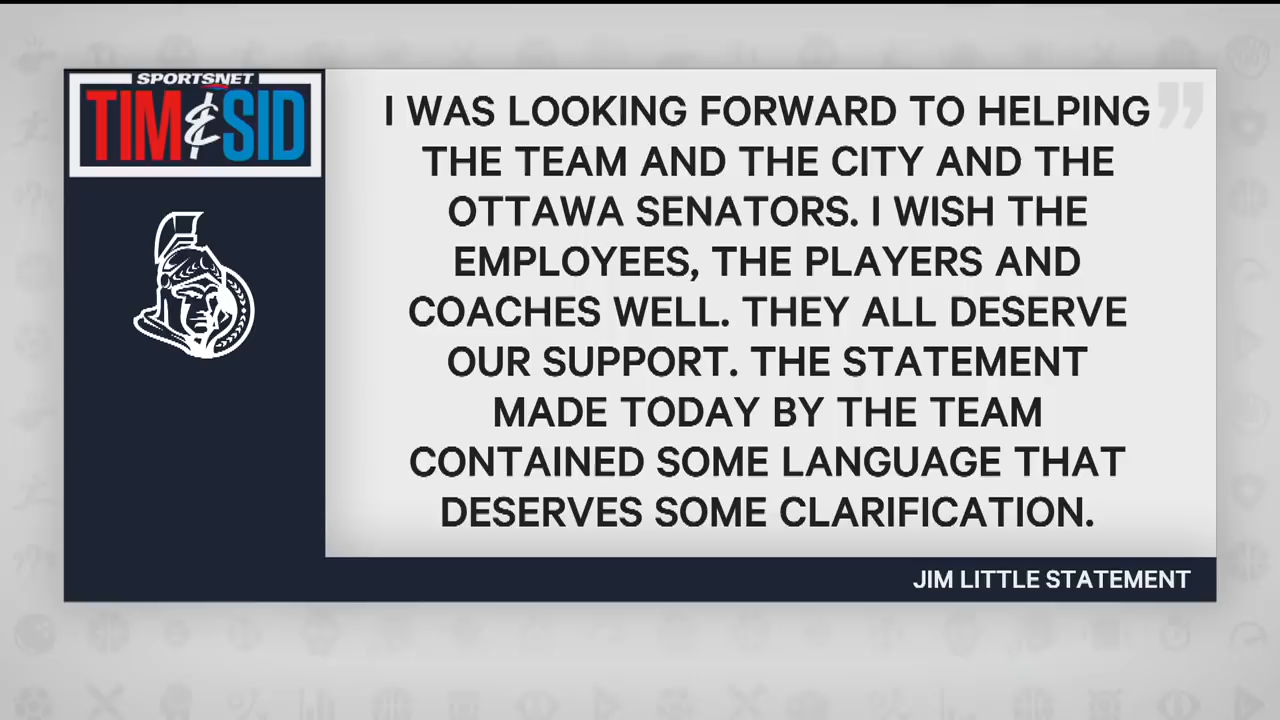 SPORTSNET
TIM & SID
I WAS LOOKING FORWARD TO HELPING
THE TEAM AND THE CITY AND THE
OTTAWA SENATORS. I WISH THE
EMPLOYEES, THE PLAYERS AND
COACHES WELL. THEY ALL DESERVE
OUR SUPPORT. THE STATEMENT
MADE TODAY BY THE TEAM
CONTAINED SOME LANGUAGE THAT
DESERVES SOME CLARIFICATION.
JIM LITTLE STATEMENT